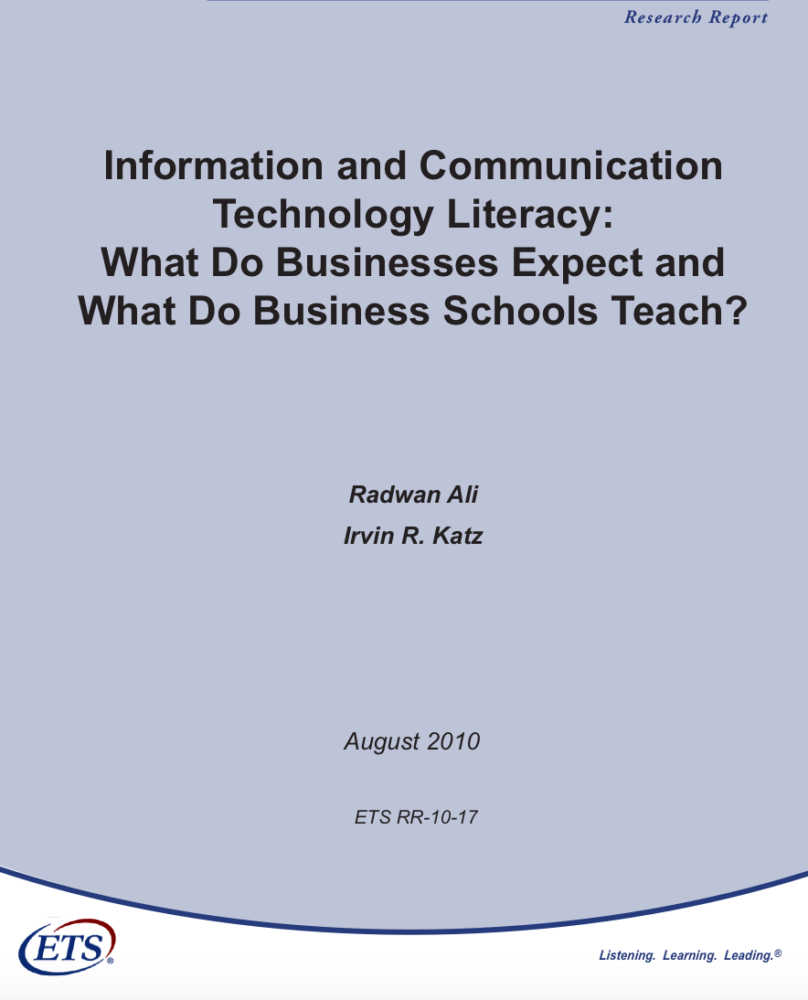 Research Report
Information and Communication
Technology Literacy:
What Do Businesses Expect and
What Do Business Schools Teach?
Radwan Ali
Irvin R. Katz
August 2010
ETS RR-10-17
ETS®
Listening. Learning. Leading.®